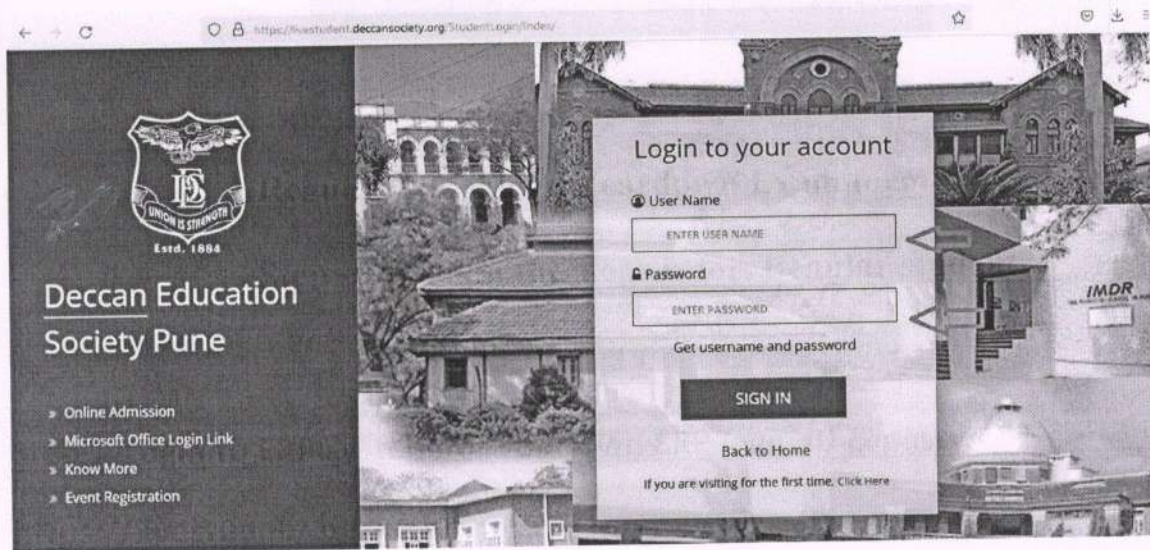 https://livestudent.deccansociety.org/StudentLogin/Index/
DES
UNION IS STRENGTH
Estd. 1884
Deccan Education
Society Pune
» Online Admission
» Microsoft Office Login Link
» Know More
» Event Registration
Login to your account
User Name
ENTER USER NAME
Password
ENTER PASSWORD
Get username and password
SIGN IN
Back to Home
If you are visiting for the first time, Click Here
IMDR